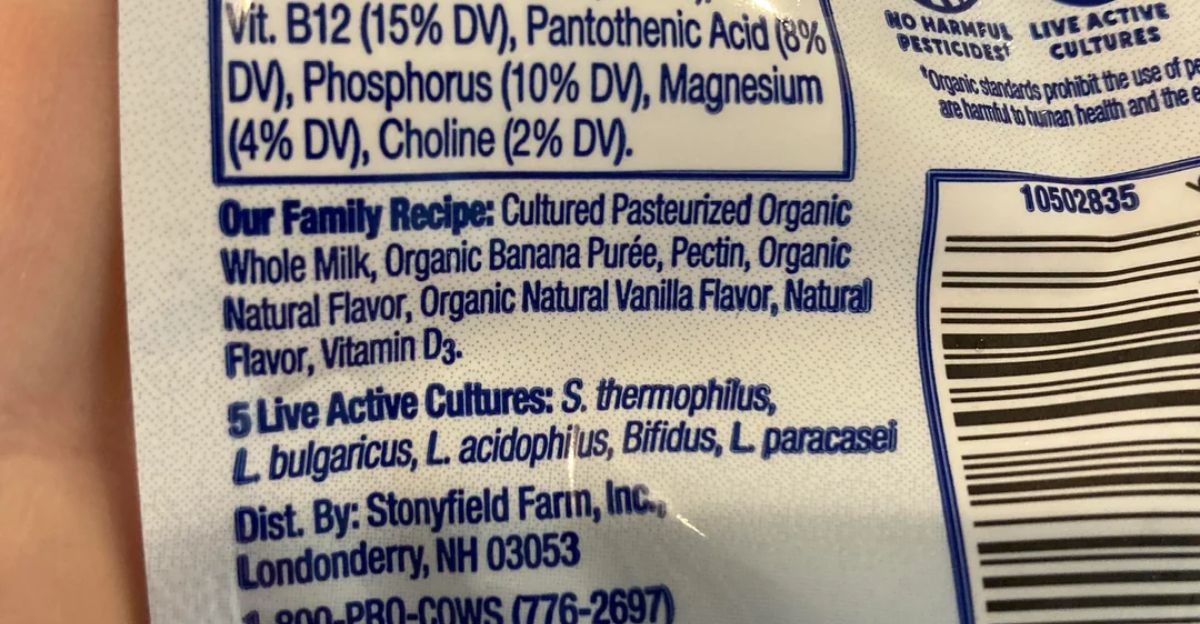 Vit. B12 (15% DV), Pantothenic Acid (8%
DV), Phosphorus (10% DV), Magnesium
(4% DV), Choline (2% DV).
Our Family Recipe: Cultured Pasteurized Organic
Whole Milk, Organic Banana Purée, Pectin, Organic
Natural Flavor, Organic Natural Vanilla Flavor, Natural
Flavor, Vitamin D3.
5 Live Active Cultures: S. thermophilus,
L. bulgaricus, L. acidophilus, Bifidus, L. paracasei
Dist. By: Stonyfield Farm, Inc.,
Londonderry, NH 03053
1-800-PRO-COWS (776-2697)
NO HARMFUL
PESTICIDES†
LIVE ACTIVE
CULTURES
Organic standards prohibit the use of
are harmful to human health and the
10502835